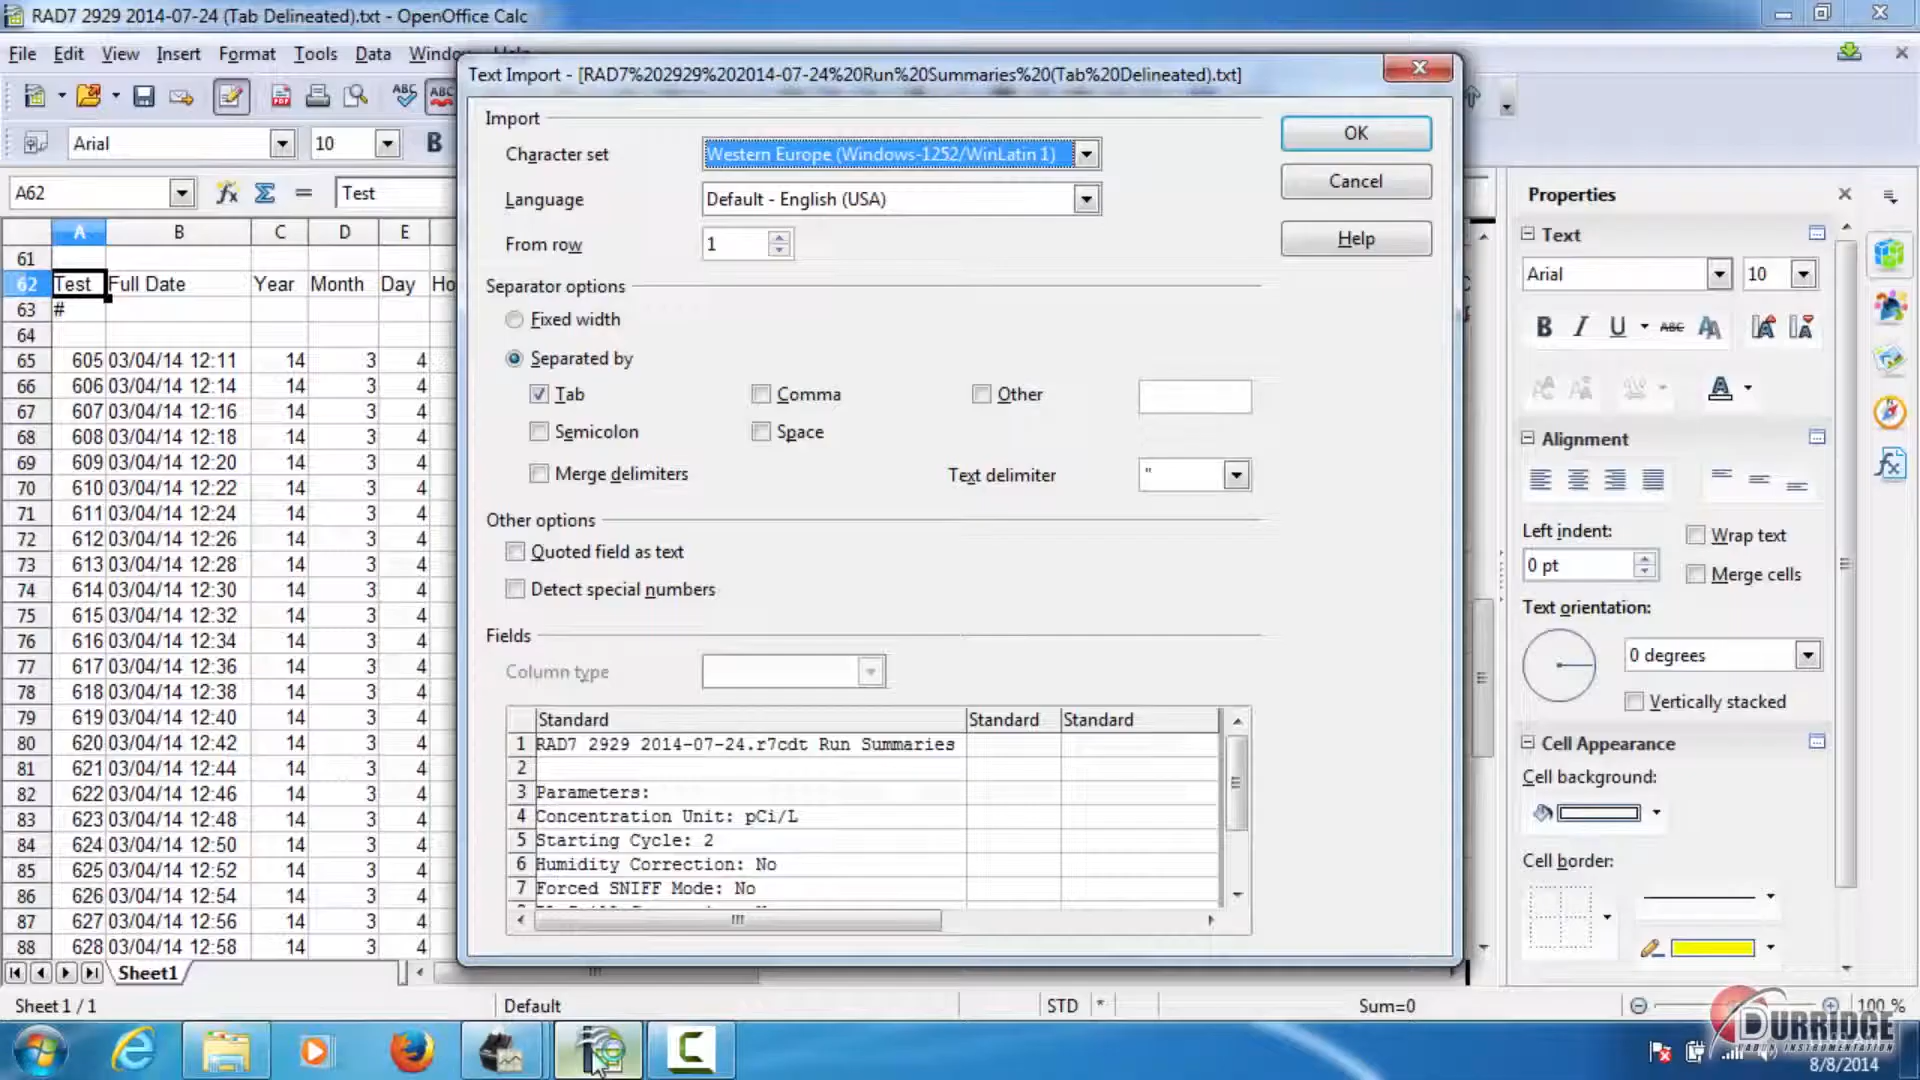 RAD7 2929 2014-07-24 (Tab Delineated).txt - OpenOffice Calc
File Edit View Insert Format Tools Data Window Help
Arial 10 B
A62 Test
A B C D E
61
62 Test Full Date Year Month Day Ho
63 #
64
65 605 03/04/14 12:11 14 3 4
66 606 03/04/14 12:14 14 3 4
67 607 03/04/14 12:16 14 3 4
68 608 03/04/14 12:18 14 3 4
69 609 03/04/14 12:20 14 3 4
70 610 03/04/14 12:22 14 3 4
71 611 03/04/14 12:24 14 3 4
72 612 03/04/14 12:26 14 3 4
73 613 03/04/14 12:28 14 3 4
74 614 03/04/14 12:30 14 3 4
75 615 03/04/14 12:32 14 3 4
76 616 03/04/14 12:34 14 3 4
77 617 03/04/14 12:36 14 3 4
78 618 03/04/14 12:38 14 3 4
79 619 03/04/14 12:40 14 3 4
80 620 03/04/14 12:42 14 3 4
81 621 03/04/14 12:44 14 3 4
82 622 03/04/14 12:46 14 3 4
83 623 03/04/14 12:48 14 3 4
84 624 03/04/14 12:50 14 3 4
85 625 03/04/14 12:52 14 3 4
86 626 03/04/14 12:54 14 3 4
87 627 03/04/14 12:56 14 3 4
88 628 03/04/14 12:58 14 3 4
Sheet1
Sheet 1 / 1 Default STD * Sum=0 100 %
Text Import - [RAD7%202929%202014-07-24%20Run%20Summaries%20(Tab%20Delineated).txt]
Import
Character set Western Europe (Windows-1252/WinLatin 1)
Language Default - English (USA)
From row 1
OK
Cancel
Help
Separator options
Fixed width
Separated by
Tab Comma Other
Semicolon Space
Merge delimiters Text delimiter "
Other options
Quoted field as text
Detect special numbers
Fields
Column type
Standard Standard Standard
1 RAD7 2929 2014-07-24.r7cdt Run Summaries
2
3 Parameters:
4 Concentration Unit: pCi/L
5 Starting Cycle: 2
6 Humidity Correction: No
7 Forced SNIFF Mode: No
Properties
Text
Arial 10
B I U ABC
Alignment
Left indent: Wrap text
0 pt Merge cells
Text orientation:
0 degrees
Vertically stacked
Cell Appearance
Cell background:
Cell border:
DURRIDGE
RADON INSTRUMENTATION
8/8/2014